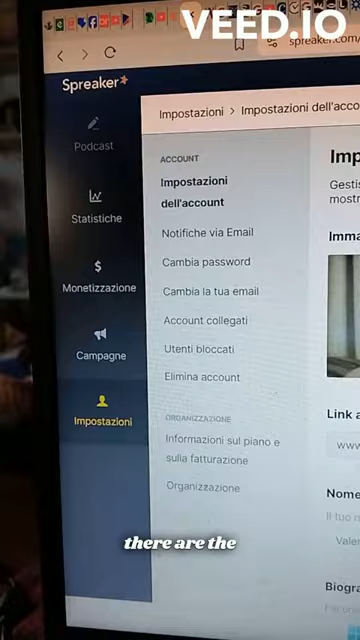 VEED.IO
spreaker.com/
Spreaker
Impostazioni > Impostazioni dell'acco
Podcast
Statistiche
Monetizzazione
Campagne
Impostazioni
ACCOUNT
Impostazioni
dell'account
Notifiche via Email
Cambia password
Cambia la tua email
Account collegati
Utenti bloccati
Elimina account
ORGANIZZAZIONE
Informazioni sul piano e
sulla fatturazione
Organizzazione
Imp
Gestis
mostr
Imma
Link a
www
Nome
Il tuo n
Valer
Biogra
there are the